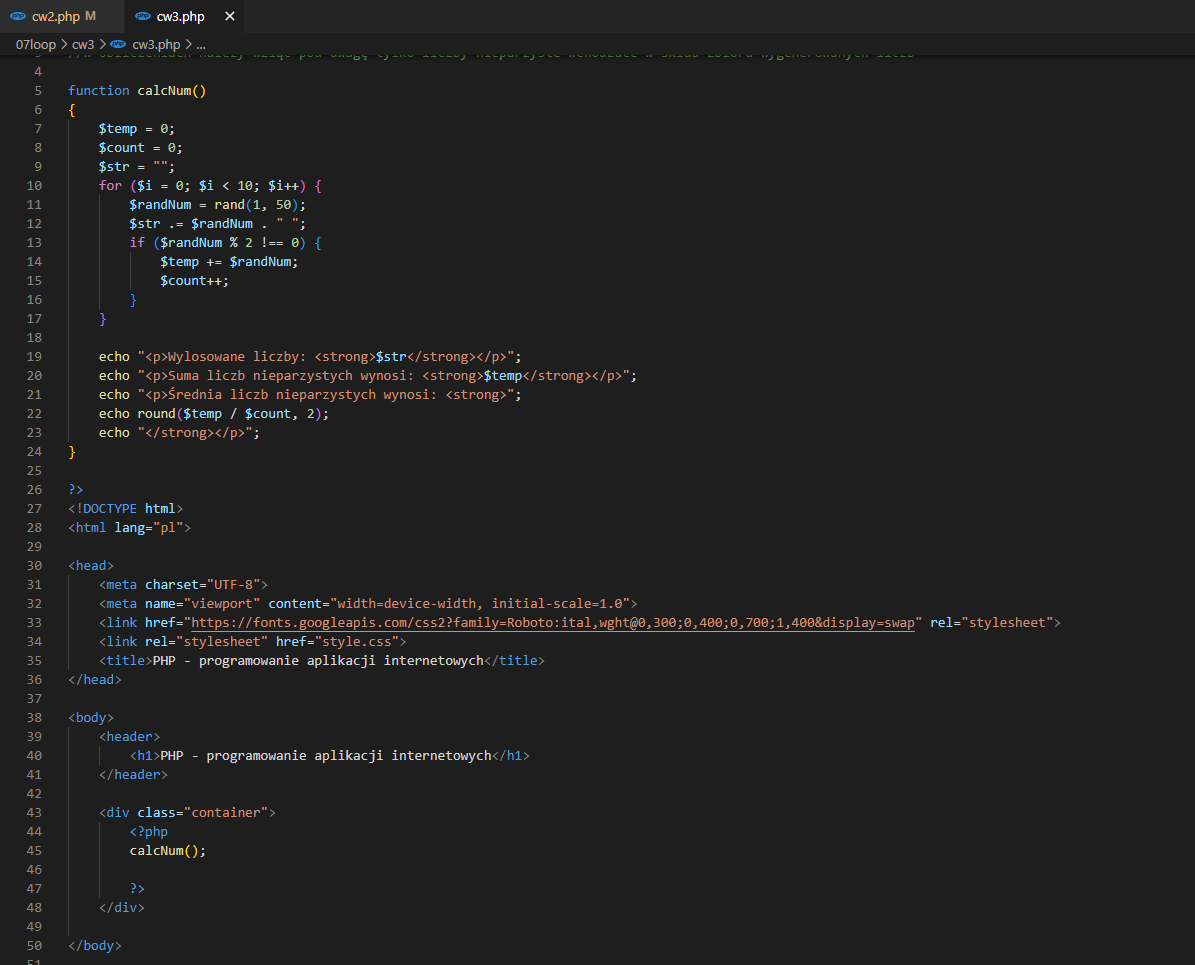 cw2.php M cw3.php ×
07loop > cw3 > cw3.php > ...
4
5 function calcNum()
6 {
7 $temp = 0;
8 $count = 0;
9 $str = "";
10 for ($i = 0; $i < 10; $i++) {
11 $randNum = rand(1, 50);
12 $str .= $randNum . " ";
13 if ($randNum % 2 !== 0) {
14 $temp += $randNum;
15 $count++;
16 }
17 }
18
19 echo "<p>Wylosowane liczby: <strong>$str</strong></p>";
20 echo "<p>Suma liczb nieparzystych wynosi: <strong>$temp</strong></p>";
21 echo "<p>Średnia liczb nieparzystych wynosi: <strong>";
22 echo round($temp / $count, 2);
23 echo "</strong></p>";
24 }
25
26 ?>
27 <!DOCTYPE html>
28 <html lang="pl">
29
30 <head>
31 <meta charset="UTF-8">
32 <meta name="viewport" content="width=device-width, initial-scale=1.0">
33 <link href="https://fonts.googleapis.com/css2?family=Roboto:ital,wght@0,300;0,400;0,700;1,400&display=swap" rel="stylesheet">
34 <link rel="stylesheet" href="style.css">
35 <title>PHP - programowanie aplikacji internetowych</title>
36 </head>
37
38 <body>
39 <header>
40 <h1>PHP - programowanie aplikacji internetowych</h1>
41 </header>
42
43 <div class="container">
44 <?php
45 calcNum();
46
47 ?>
48 </div>
49
50 </body>